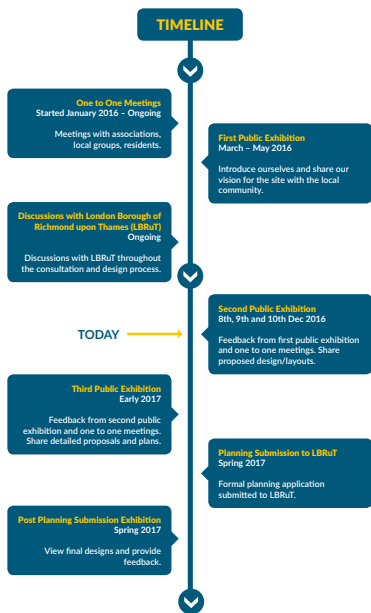 TIMELINE
One to One Meetings
Started January 2016 – Ongoing
Meetings with associations,
local groups, residents.
First Public Exhibition
March – May 2016
Introduce ourselves and share our
vision for the site with the local
community.
Discussions with London Borough of
Richmond upon Thames (LBRuT)
Ongoing
Discussions with LBRuT throughout
the consultation and design process.
Second Public Exhibition
8th, 9th and 10th Dec 2016
Feedback from first public exhibition
and one to one meetings. Share
proposed design/layouts.
TODAY
Third Public Exhibition
Early 2017
Feedback from second public
exhibition and one to one meetings.
Share detailed proposals and plans.
Planning Submission to LBRuT
Spring 2017
Formal planning application
submitted to LBRuT.
Post Planning Submission Exhibition
Spring 2017
View final designs and provide
feedback.